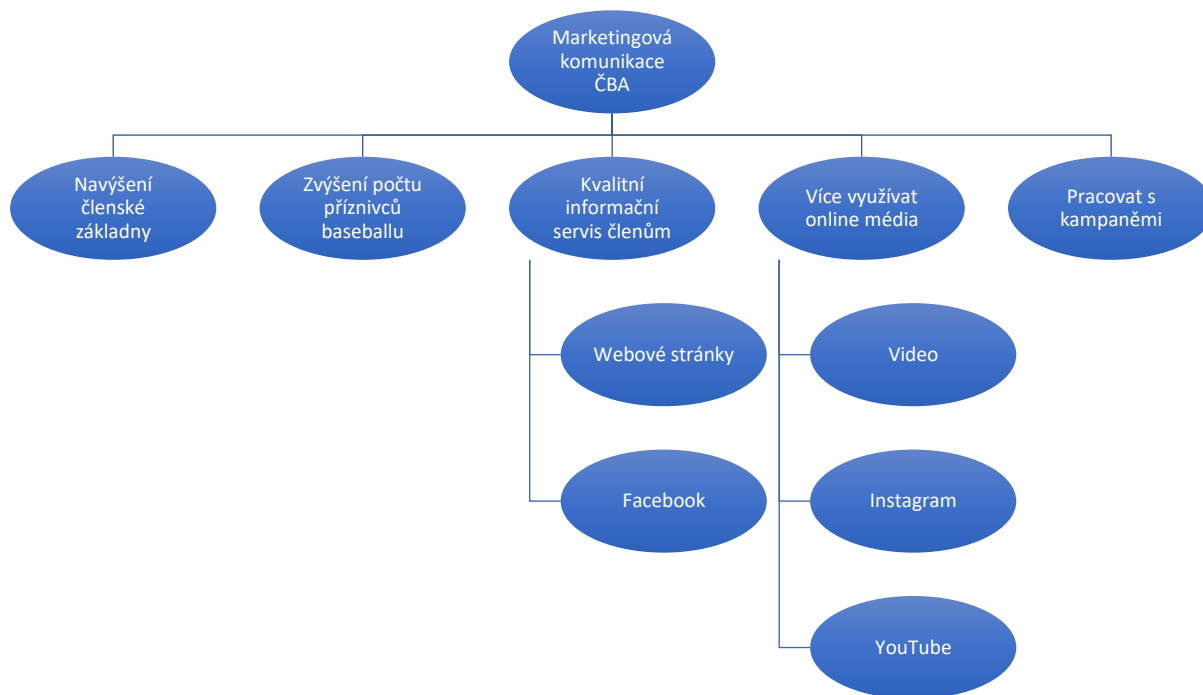 Marketingová
komunikace
ČBA
Navýšení
členské
základny
Zvýšení počtu
příznivců
baseballu
Kvalitní
informační
servis členům
Více využívat
online média
Pracovat s
kampaněmi
Webové stránky
Video
Facebook
Instagram
YouTube